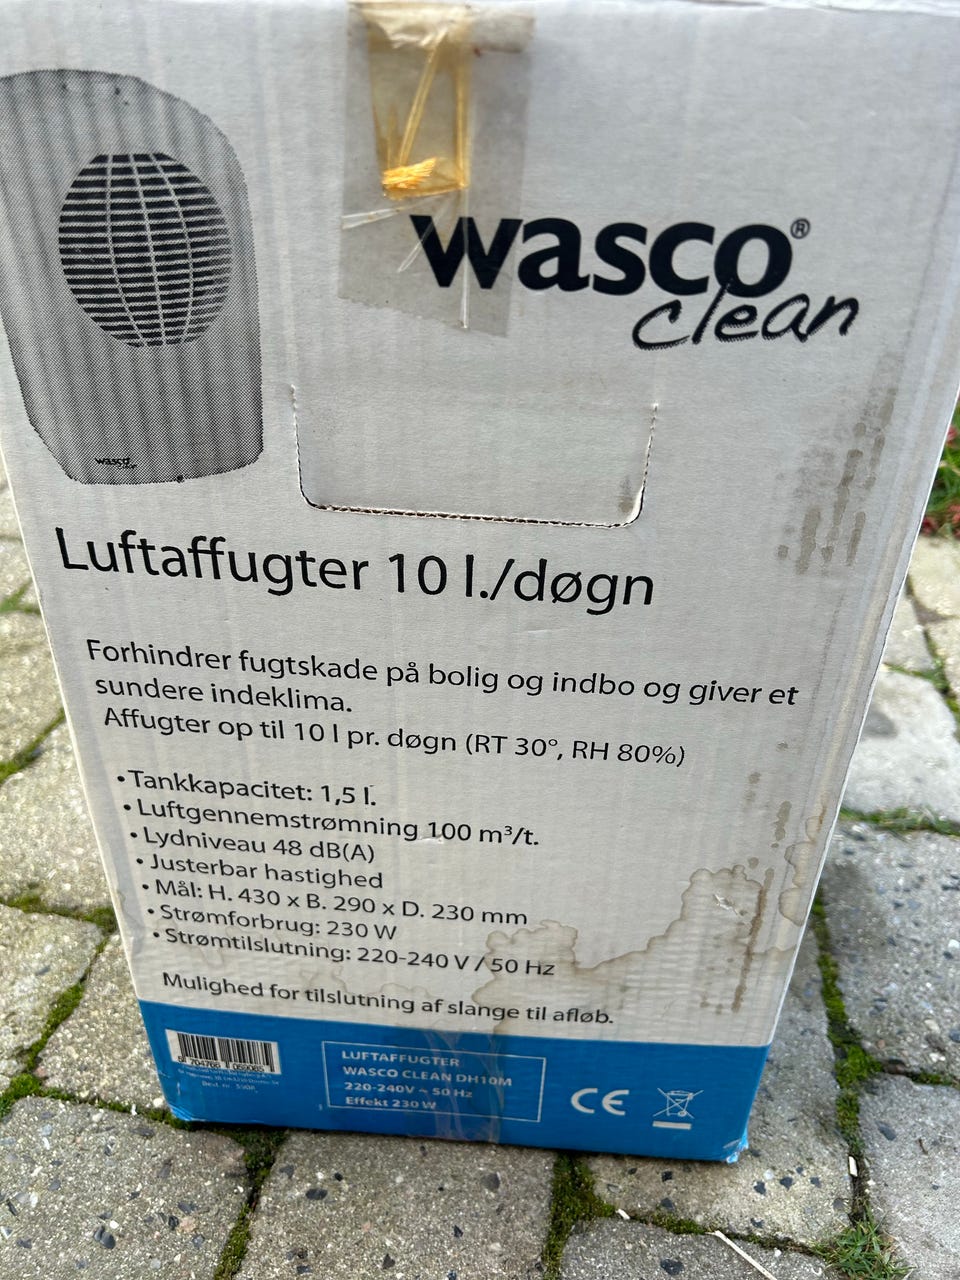 wasco®
clean
wasco
clean
Luftaffugter 10 l./døgn
Forhindrer fugtskade på bolig og indbo og giver et
sundere indeklima.
Affugter op til 10 l pr. døgn (RT 30°, RH 80%)
•Tankkapacitet: 1,5 l.
•Luftgennemstrømning 100 m³/t.
•Lydniveau 48 dB(A)
•Justerbar hastighed
•Mål: H. 430 x B. 290 x D. 230 mm
•Strømforbrug: 230 W
•Strømtilslutning: 220-240 V / 50 Hz
Mulighed for tilslutning af slange til afløb.
LUFTAFFUGTER
WASCO CLEAN DH10M
220-240V ~ 50 Hz
Effekt 230 W
CE